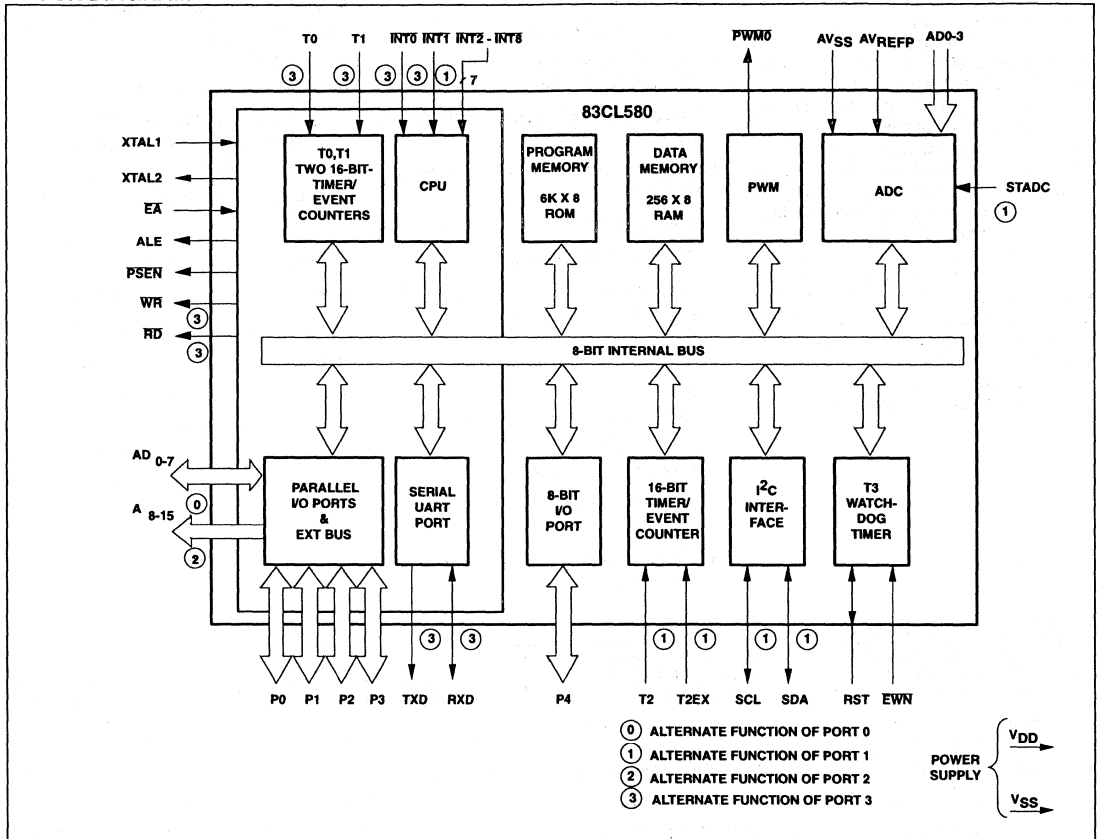 T0 T1 INT0 INT1 INT2 - INT8 PWM0 AVSS AVREFP AD0-3
3 3 3 3 1 7
83CL580
XTAL1
XTAL2
EA
ALE
PSEN
WR
3
RD
3
T0,T1
TWO 16-BIT-
TIMER/
EVENT
COUNTERS
CPU
PROGRAM
MEMORY
6K X 8
ROM
DATA
MEMORY
256 X 8
RAM
PWM
ADC
STADC
1
8-BIT INTERNAL BUS
AD 0-7
0
A 8-15
2
PARALLEL
I/O PORTS
&
EXT BUS
SERIAL
UART
PORT
8-BIT
I/O
PORT
16-BIT
TIMER/
EVENT
COUNTER
I2C
INTER-
FACE
T3
WATCH-
DOG
TIMER
3 3 1 1 1 1
P0 P1 P2 P3 TXD RXD P4 T2 T2EX SCL SDA RST EWN
0 ALTERNATE FUNCTION OF PORT 0
1 ALTERNATE FUNCTION OF PORT 1
2 ALTERNATE FUNCTION OF PORT 2
3 ALTERNATE FUNCTION OF PORT 3
POWER
SUPPLY
VDD
VSS